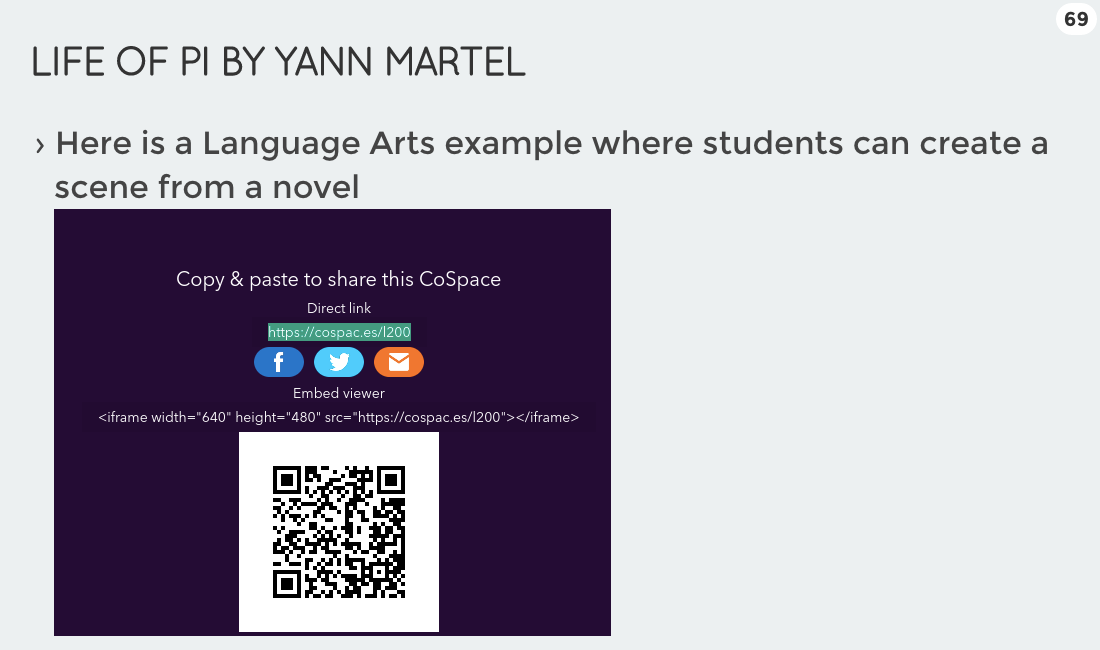 69
LIFE OF PI BY YANN MARTEL
› Here is a Language Arts example where students can create a
scene from a novel
Copy & paste to share this CoSpace
Direct link
https://cospac.es/l200
Embed viewer
<iframe width="640" height="480" src="https://cospac.es/l200"></iframe>